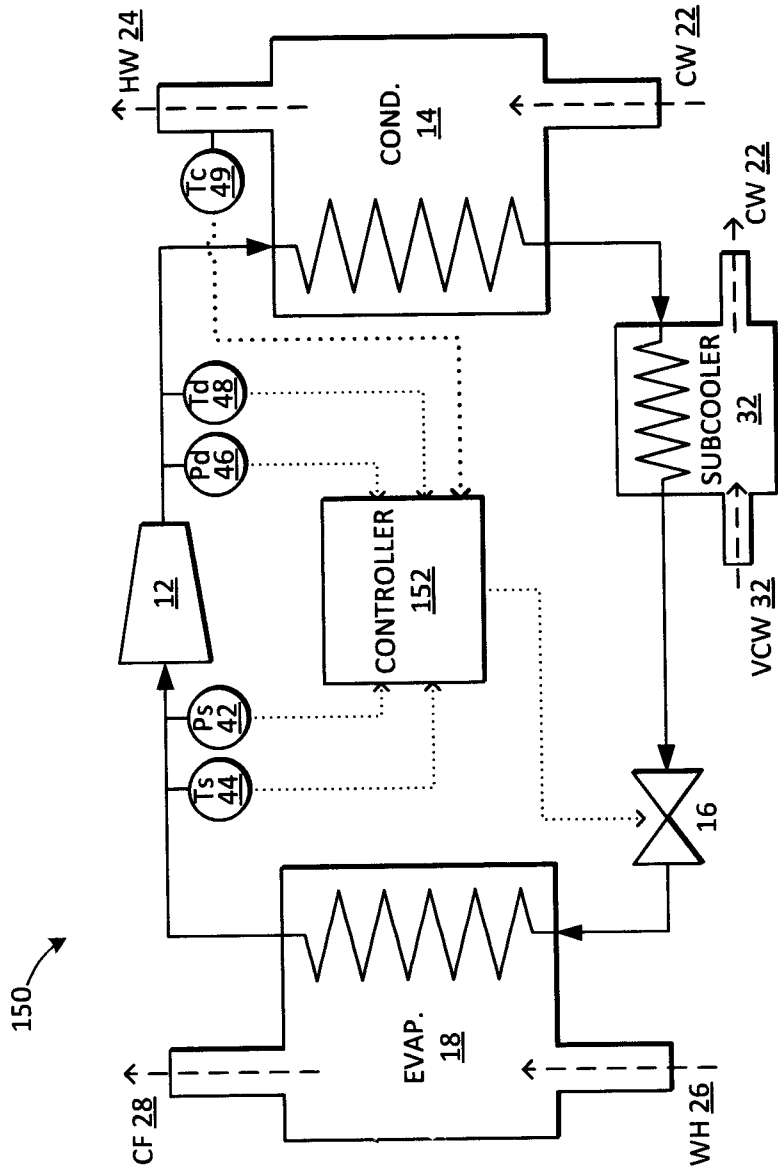 150
CF 28
HW 24
12
Ts
44
Ps
42
Pd
46
Td
48
Tc
49
EVAP.
18
CONTROLLER
152
COND.
14
WH 26
CW 22
16
SUBCOOLER
32
VCW 32
CW 22